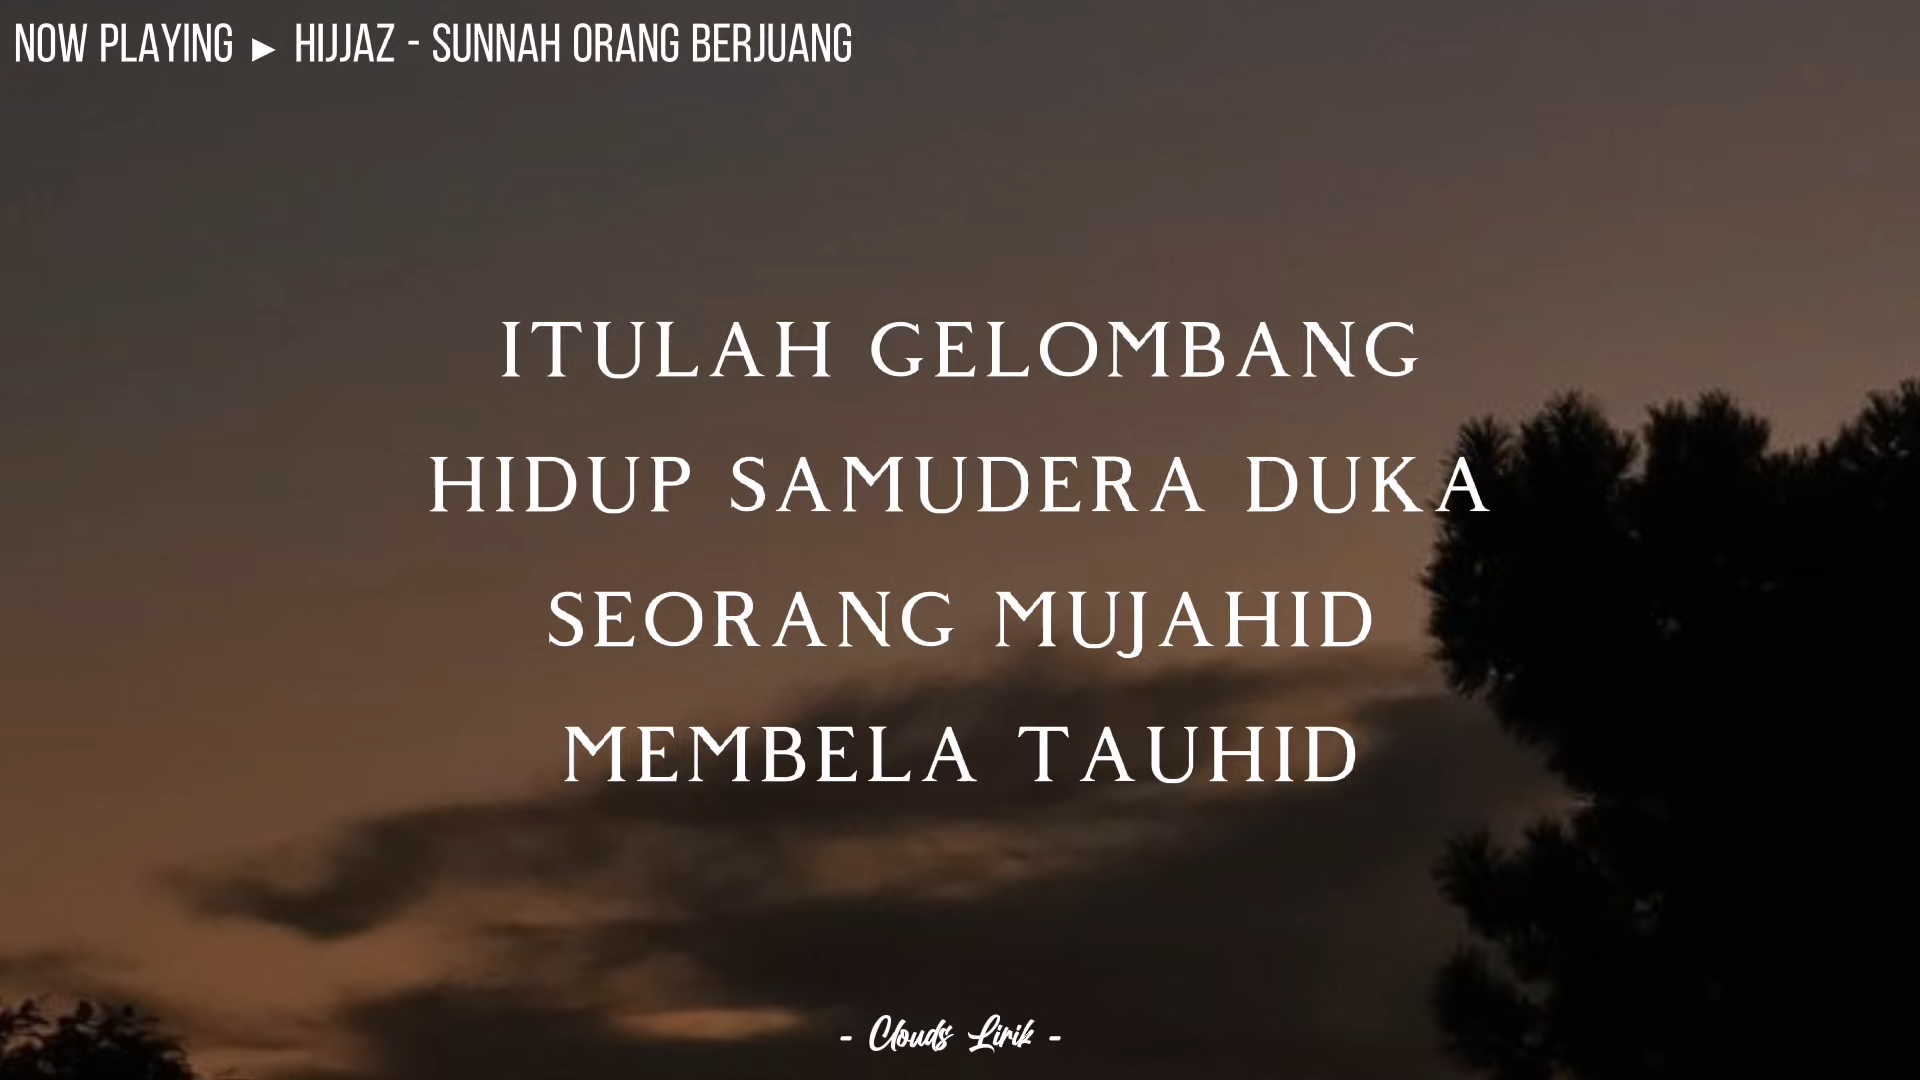 NOW PLAYING ► HIJJAZ - SUNNAH ORANG BERJUANG
ITULAH GELOMBANG
HIDUP SAMUDERA DUKA
SEORANG MUJAHID
MEMBELA TAUHID
- Clouds Lirik -